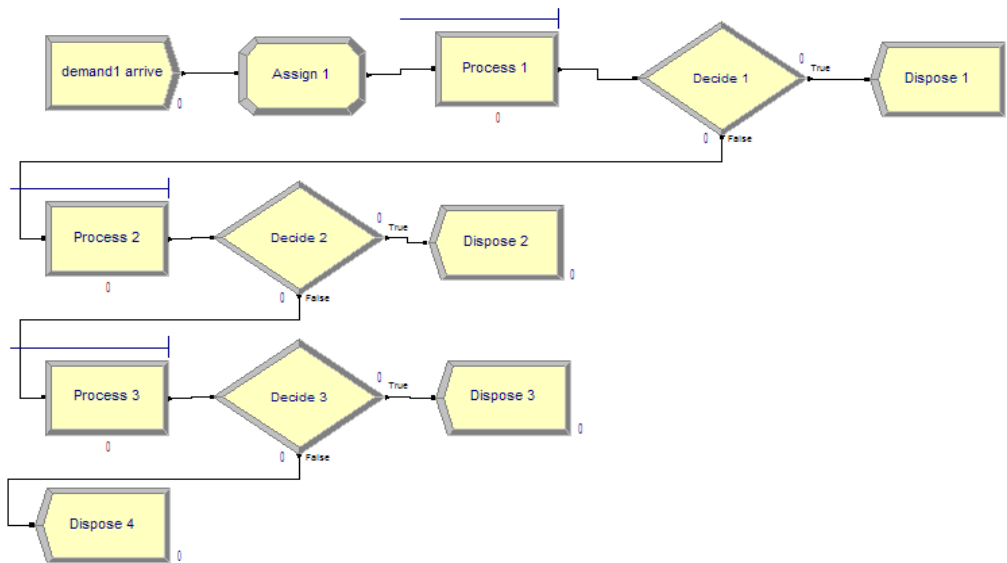 demand1 arrive
0
Assign 1
Process 1
0
Decide 1
0
True
0
False
Dispose 1
Process 2
0
Decide 2
0
True
0
False
Dispose 2
0
Process 3
0
Decide 3
0
True
0
False
Dispose 3
0
Dispose 4
0